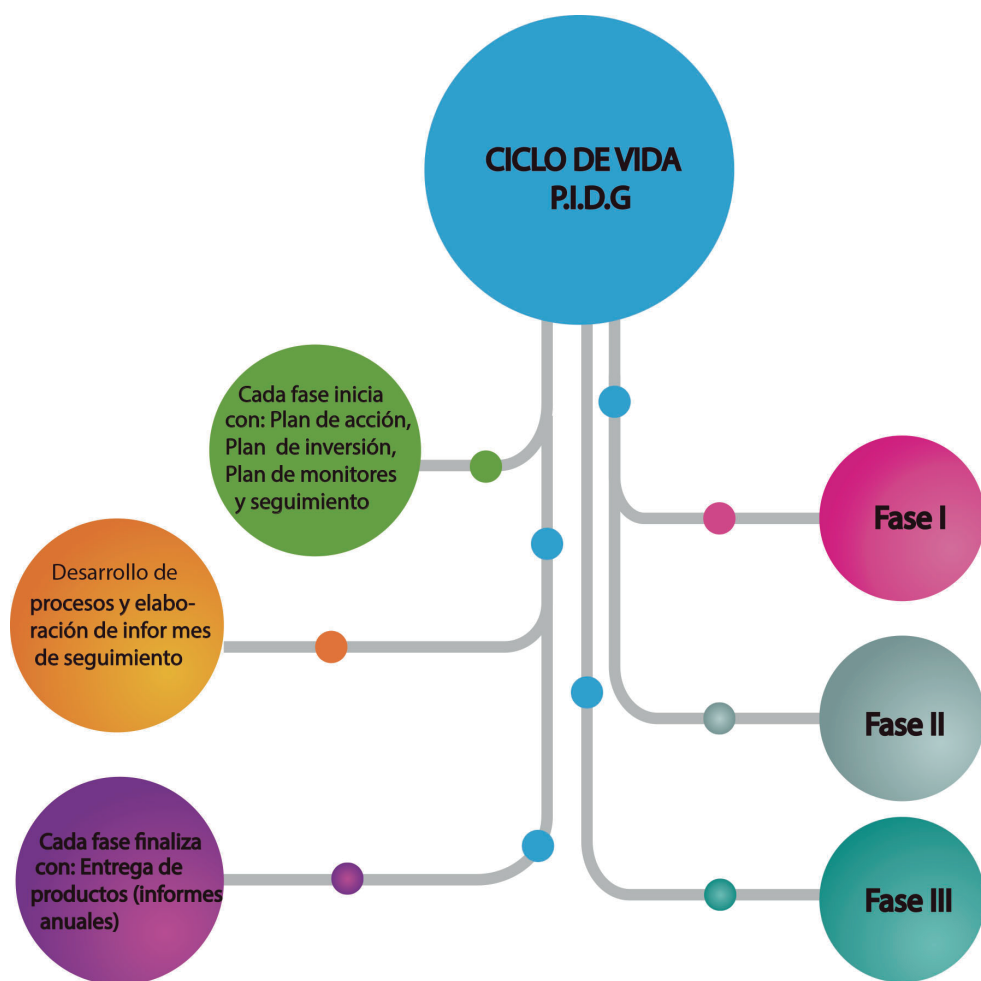 CICLO DE VIDA
P.I.D.G
Cada fase inicia
con: Plan de acción,
Plan de inversión,
Plan de monitores
y seguimiento
Desarrollo de
procesos y elabo-
ración de infor mes
de seguimiento
Cada fase finaliza
con: Entrega de
productos (informes
anuales)
Fase I
Fase II
Fase III